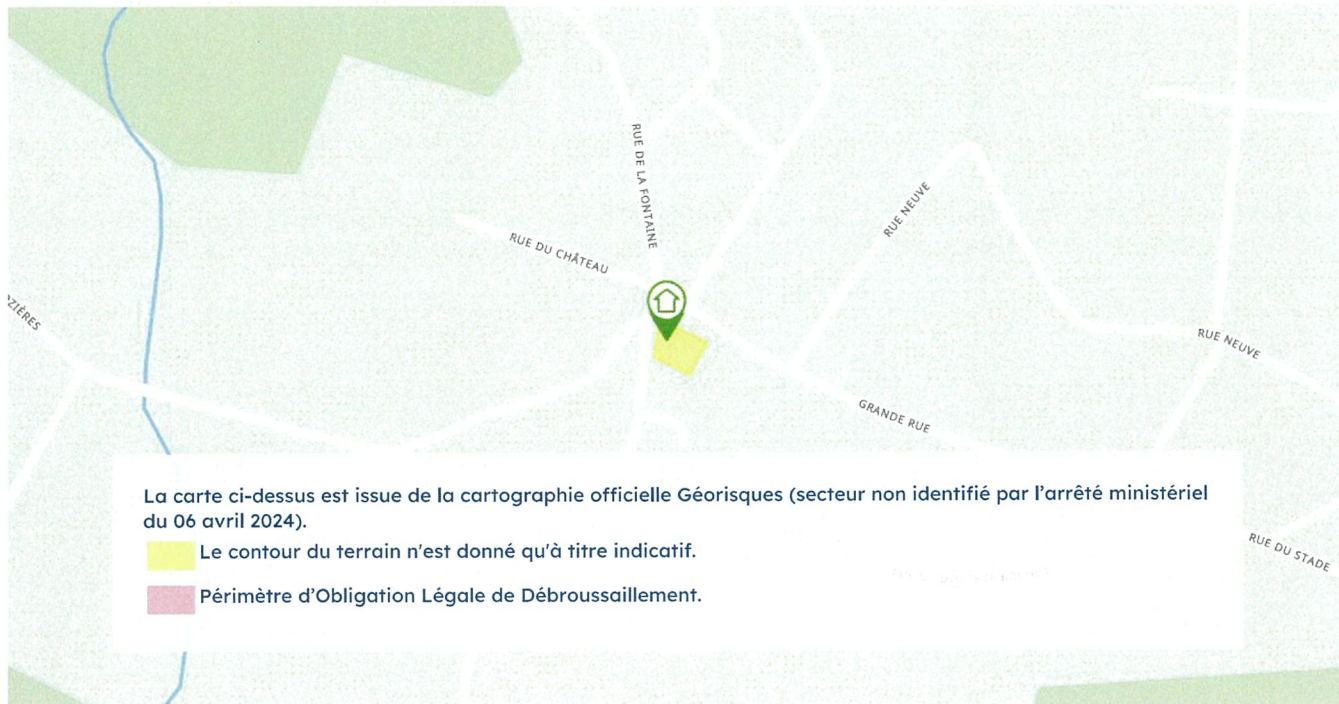 RUE DE LA FONTAINE
RUE NEUVE
RUE DU CHÂTEAU
ZIÈRES
RUE NEUVE
GRANDE RUE
La carte ci-dessus est issue de la cartographie officielle Géorisques (secteur non identifié par l'arrêté ministériel
du 06 avril 2024).
RUE DU STADE
Le contour du terrain n'est donné qu'à titre indicatif.
Périmètre d'Obligation Légale de Débroussaillement.